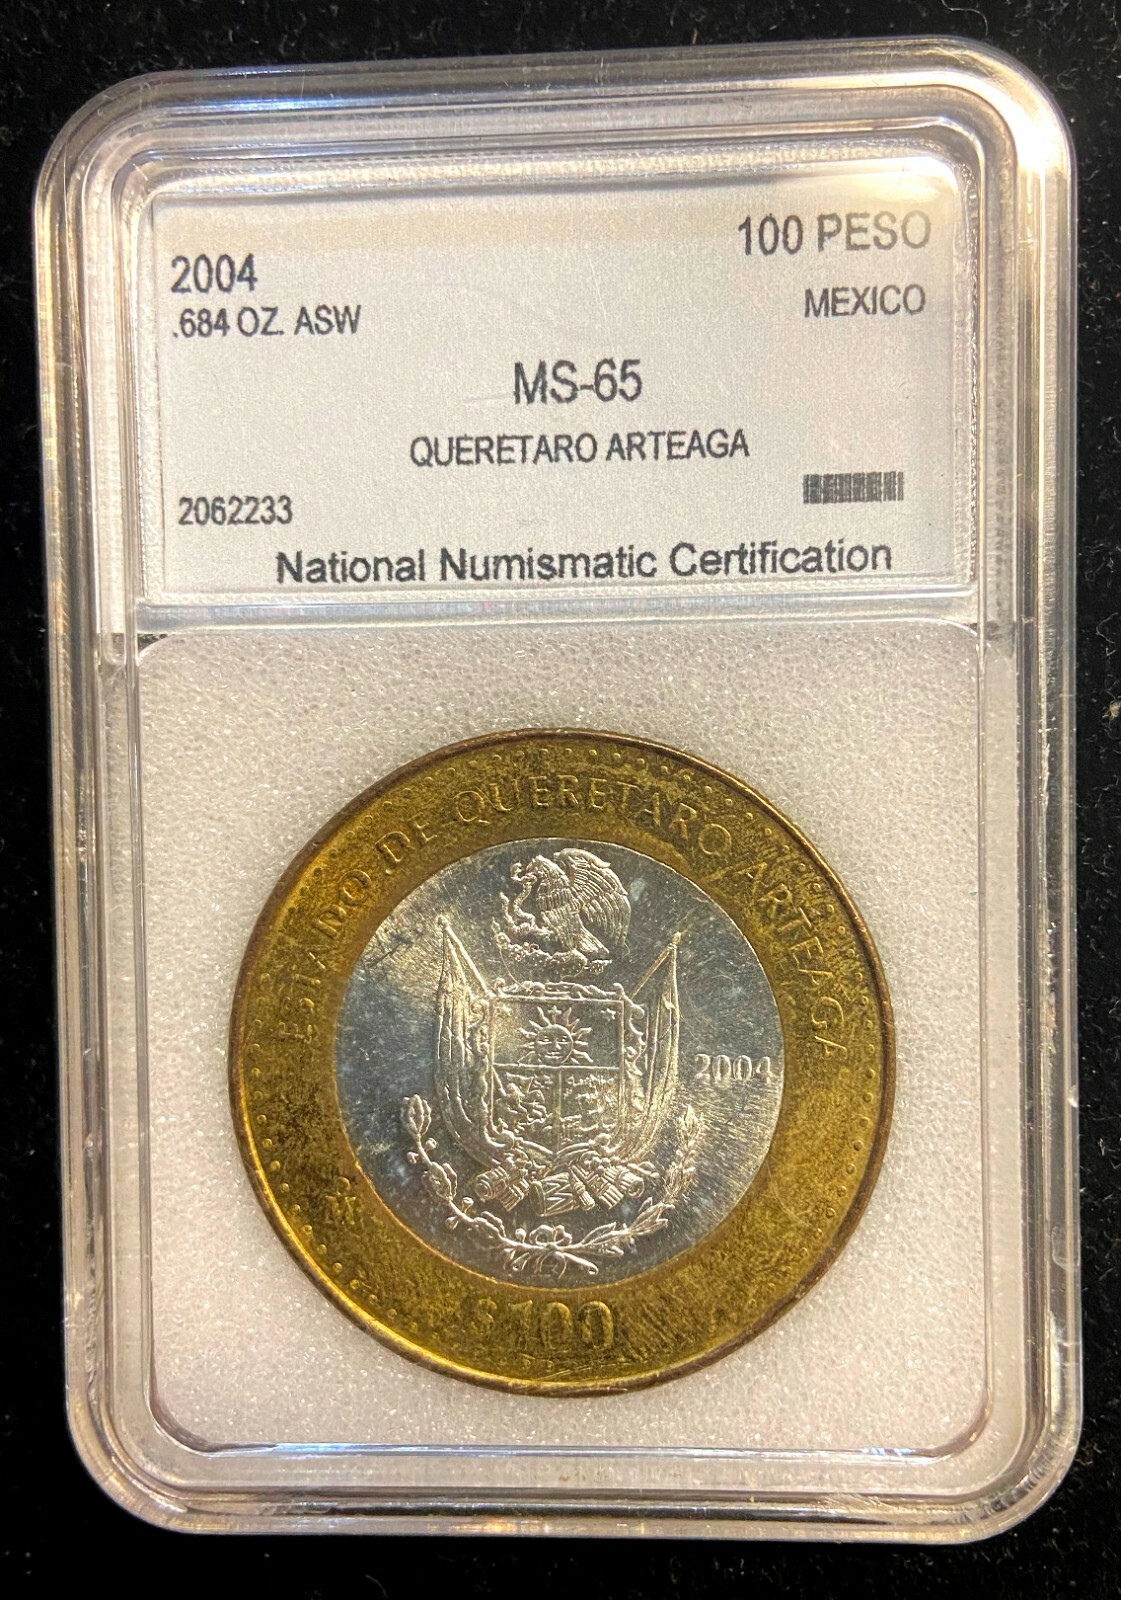 100 PESO
2004
MEXICO
.684 OZ. ASW
MS-65
QUERETARO ARTEAGA
2062233
National Numismatic Certification
ESTADO DE QUERETARO ARTEAGA
2004
Mo
$100